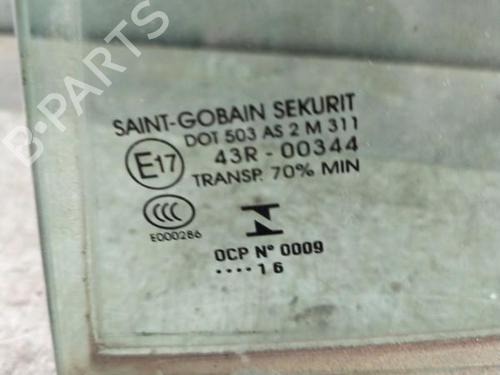 SAINT-GOBAIN SEKURIT
DOT 503 AS 2 M 311
E17
43R - 00344
TRANSP. 70% MIN
CCC
E000286
OCP Nº 0009
····16